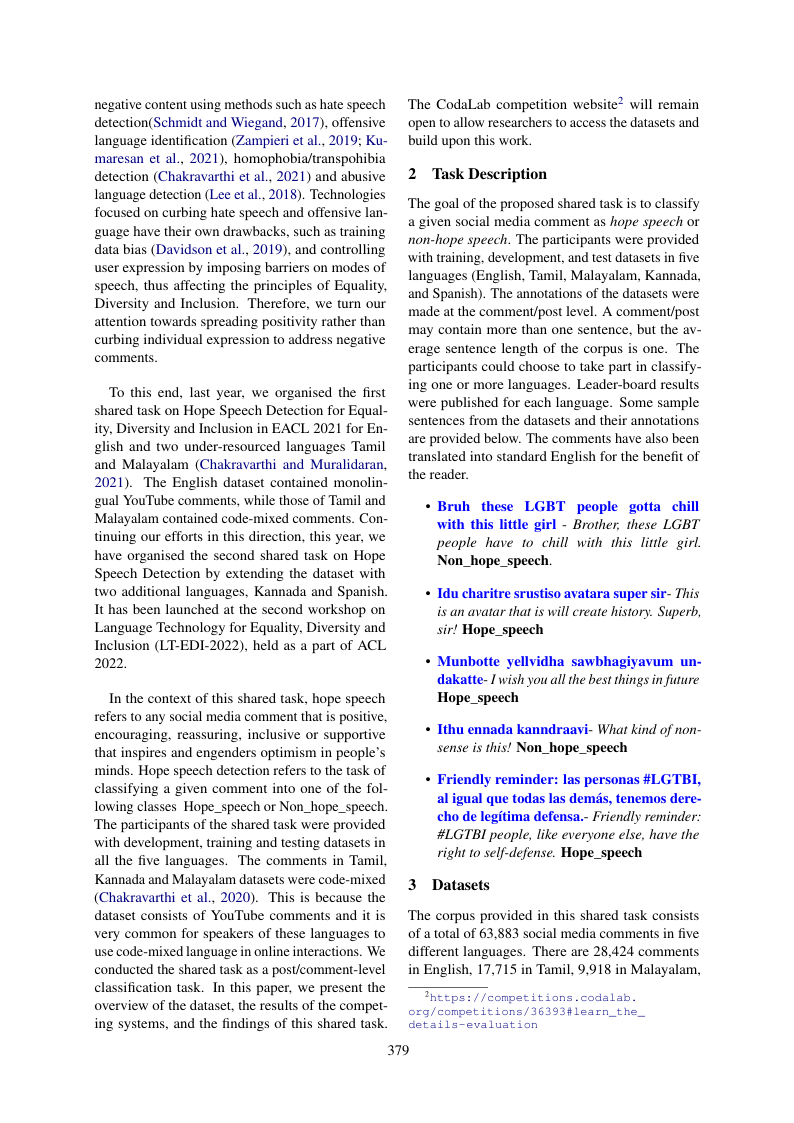 negative content using methods such as hate speech
detection(Schmidt and Wiegand, 2017), offensive
language identification (Zampieri et al., 2019; Ku-
maresan et al., 2021), homophobia/transpohibia
detection (Chakravarthi et al., 2021) and abusive
language detection (Lee et al., 2018). Technologies
focused on curbing hate speech and offensive lan-
guage have their own drawbacks, such as training
data bias (Davidson et al., 2019), and controlling
user expression by imposing barriers on modes of
speech, thus affecting the principles of Equality,
Diversity and Inclusion. Therefore, we turn our
attention towards spreading positivity rather than
curbing individual expression to address negative
comments.
To this end, last year, we organised the first
shared task on Hope Speech Detection for Equal-
ity, Diversity and Inclusion in EACL 2021 for En-
glish and two under-resourced languages Tamil
and Malayalam (Chakravarthi and Muralidaran,
2021). The English dataset contained monolin-
gual YouTube comments, while those of Tamil and
Malayalam contained code-mixed comments. Con-
tinuing our efforts in this direction, this year, we
have organised the second shared task on Hope
Speech Detection by extending the dataset with
two additional languages, Kannada and Spanish.
It has been launched at the second workshop on
Language Technology for Equality, Diversity and
Inclusion (LT-EDI-2022), held as a part of ACL
2022.
In the context of this shared task, hope speech
refers to any social media comment that is positive,
encouraging, reassuring, inclusive or supportive
that inspires and engenders optimism in people's
minds. Hope speech detection refers to the task of
classifying a given comment into one of the fol-
lowing classes Hope_speech or Non_hope_speech.
The participants of the shared task were provided
with development, training and testing datasets in
all the five languages. The comments in Tamil,
Kannada and Malayalam datasets were code-mixed
(Chakravarthi et al., 2020). This is because the
dataset consists of YouTube comments and it is
very common for speakers of these languages to
use code-mixed language in online interactions. We
conducted the shared task as a post/comment-level
classification task. In this paper, we present the
overview of the dataset, the results of the compet-
ing systems, and the findings of this shared task.
The CodaLab competition website2 will remain
open to allow researchers to access the datasets and
build upon this work.
2 Task Description
The goal of the proposed shared task is to classify
a given social media comment as hope speech or
non-hope speech. The participants were provided
with training, development, and test datasets in five
languages (English, Tamil, Malayalam, Kannada,
and Spanish). The annotations of the datasets were
made at the comment/post level. A comment/post
may contain more than one sentence, but the av-
erage sentence length of the corpus is one. The
participants could choose to take part in classify-
ing one or more languages. Leader-board results
were published for each language. Some sample
sentences from the datasets and their annotations
are provided below. The comments have also been
translated into standard English for the benefit of
the reader.
• Bruh these LGBT people gotta chill
with this little girl - Brother, these LGBT
people have to chill with this little girl.
Non_hope_speech.
• Idu charitre srustiso avatara super sir- This
is an avatar that is will create history. Superb,
sir! Hope_speech
• Munbotte yellvidha sawbhagiyavum un-
dakatte- I wish you all the best things in future
Hope_speech
• Ithu ennada kanndraavi- What kind of non-
sense is this! Non_hope_speech
• Friendly reminder: las personas #LGTBI,
al igual que todas las demás, tenemos dere-
cho de legítima defensa.- Friendly reminder:
#LGTBI people, like everyone else, have the
right to self-defense. Hope_speech
3 Datasets
The corpus provided in this shared task consists
of a total of 63,883 social media comments in five
different languages. There are 28,424 comments
in English, 17,715 in Tamil, 9,918 in Malayalam,
2https://competitions.codalab.
org/competitions/36393#learn_the_
details-evaluation
379